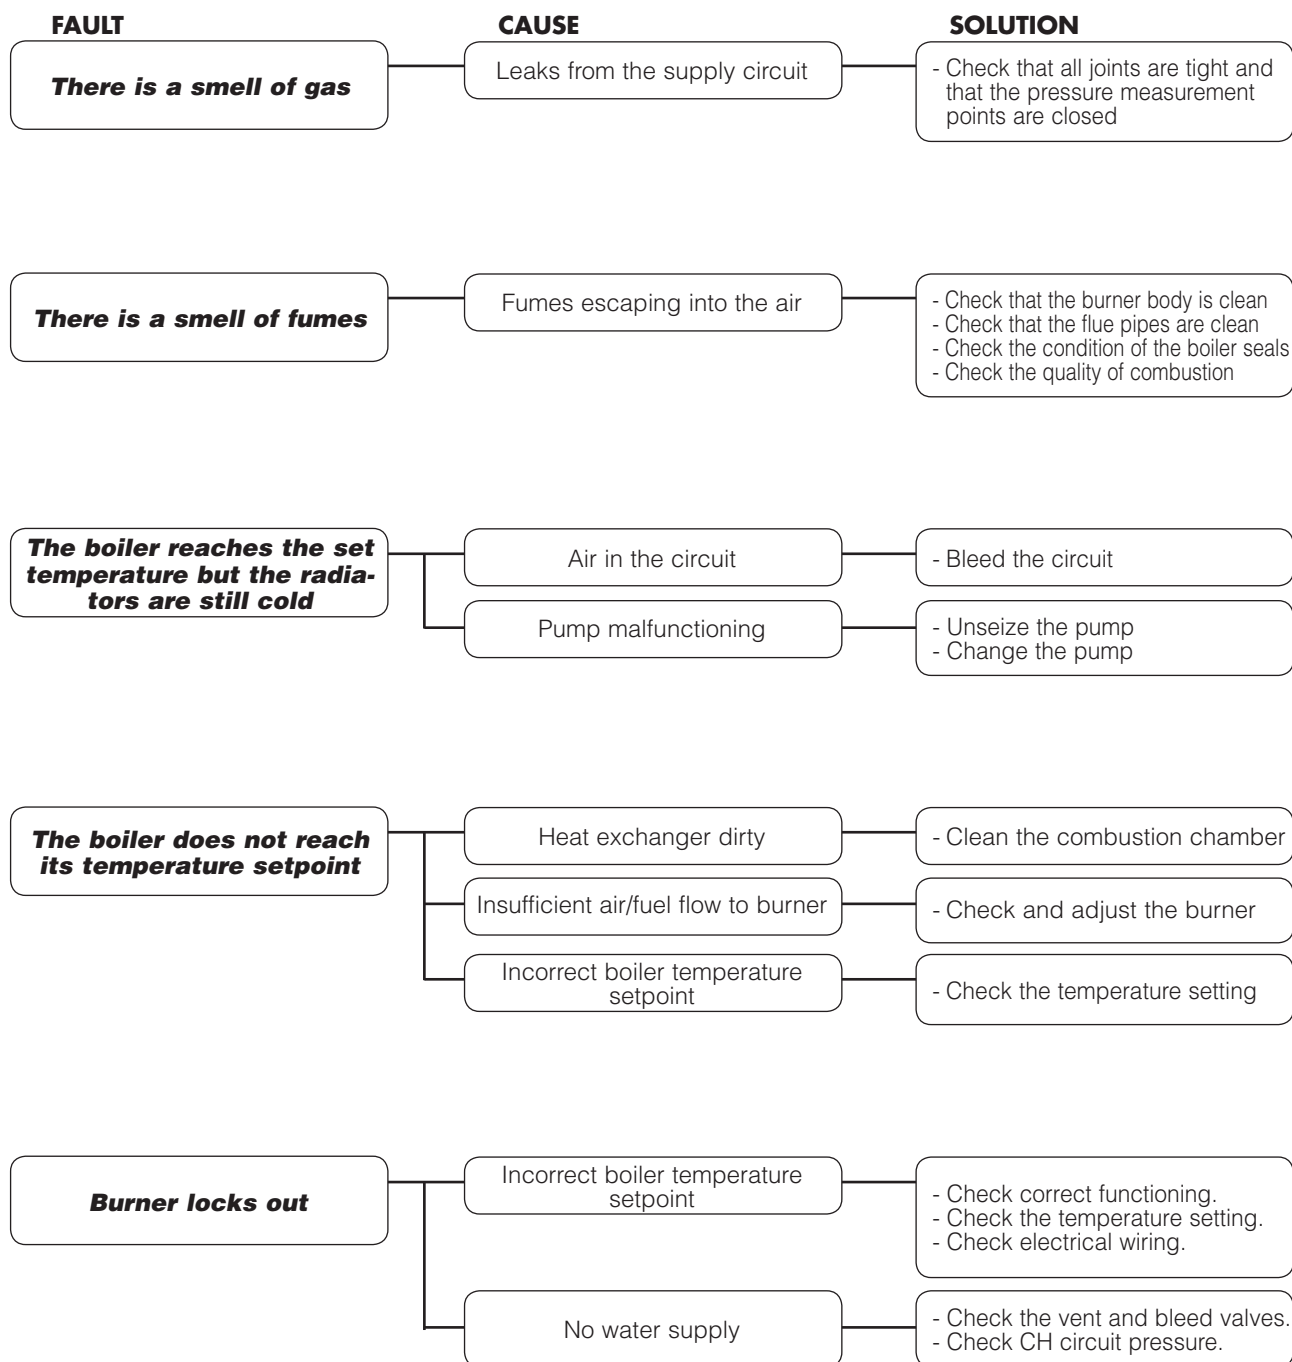 FAULT
CAUSE
SOLUTION
There is a smell of gas
Leaks from the supply circuit
- Check that all joints are tight and
that the pressure measurement
points are closed
There is a smell of fumes
Fumes escaping into the air
- Check that the burner body is clean
- Check that the flue pipes are clean
- Check the condition of the boiler seals
- Check the quality of combustion
The boiler reaches the set
temperature but the radia-
tors are still cold
Air in the circuit
- Bleed the circuit
Pump malfunctioning
- Unseize the pump
- Change the pump
The boiler does not reach
its temperature setpoint
Heat exchanger dirty
- Clean the combustion chamber
Insufficient air/fuel flow to burner
- Check and adjust the burner
Incorrect boiler temperature
setpoint
- Check the temperature setting
Burner locks out
Incorrect boiler temperature
setpoint
- Check correct functioning.
- Check the temperature setting.
- Check electrical wiring.
No water supply
- Check the vent and bleed valves.
- Check CH circuit pressure.